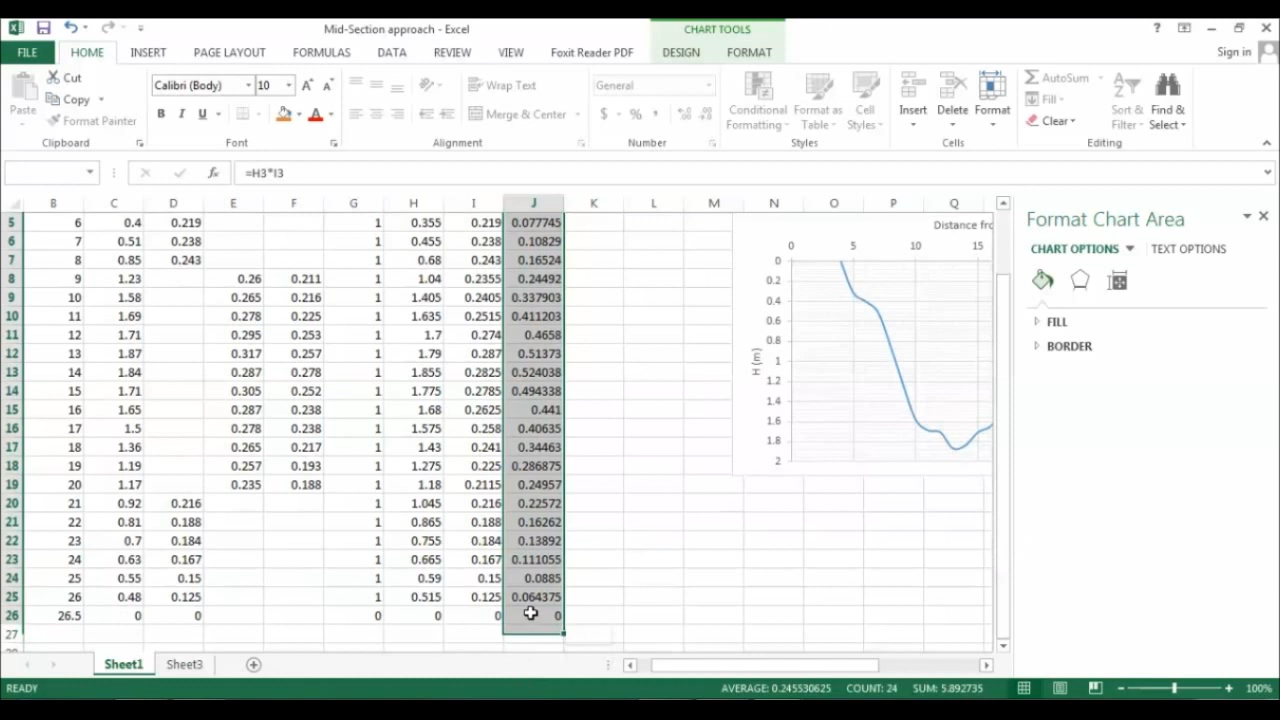 Mid-Section approach - Excel
CHART TOOLS
?
FILE HOME INSERT PAGE LAYOUT FORMULAS DATA REVIEW VIEW Foxit Reader PDF DESIGN FORMAT Sign in
Paste
Cut
Copy
Format Painter
Clipboard
Calibri (Body) 10 A A
B I U A
Font
Wrap Text
Merge & Center
Alignment
General
$ %
Number
Conditional Formatting
Format as Table
Cell Styles
Styles
Insert Delete Format
Cells
AutoSum
Fill
Clear
Sort & Filter
Find & Select
Editing
fx =H3*I3
B C D E F G H I J K L M N O P Q
5 6 0.4 0.219 1 0.355 0.219 0.077745
6 7 0.51 0.238 1 0.455 0.238 0.10829
7 8 0.85 0.243 1 0.68 0.243 0.16524
8 9 1.23 0.26 0.211 1 1.04 0.2355 0.24492
9 10 1.58 0.265 0.216 1 1.405 0.2405 0.337903
10 11 1.69 0.278 0.225 1 1.635 0.2515 0.411203
11 12 1.71 0.295 0.253 1 1.7 0.274 0.4658
12 13 1.87 0.317 0.257 1 1.79 0.287 0.51373
13 14 1.84 0.287 0.278 1 1.855 0.2825 0.524038
14 15 1.71 0.305 0.252 1 1.775 0.2785 0.494338
15 16 1.65 0.287 0.238 1 1.68 0.2625 0.441
16 17 1.5 0.278 0.238 1 1.575 0.258 0.40635
17 18 1.36 0.265 0.217 1 1.43 0.241 0.34463
18 19 1.19 0.257 0.193 1 1.275 0.225 0.286875
19 20 1.17 0.235 0.188 1 1.18 0.2115 0.24957
20 21 0.92 0.216 1 1.045 0.216 0.22572
21 22 0.81 0.188 1 0.865 0.188 0.16262
22 23 0.7 0.184 1 0.755 0.184 0.13892
23 24 0.63 0.167 1 0.665 0.167 0.111055
24 25 0.55 0.15 1 0.59 0.15 0.0885
25 26 0.48 0.125 1 0.515 0.125 0.064375
26 26.5 0 0 0 0 0 0
27
Distance fro
0 5 10 15
0
0.2
0.4
0.6
0.8
1
1.2
1.4
1.6
1.8
2
H (m)
Format Chart Area
CHART OPTIONS TEXT OPTIONS
FILL
BORDER
Sheet1 Sheet3
READY AVERAGE: 0.245530625 COUNT: 24 SUM: 5.892735 100%